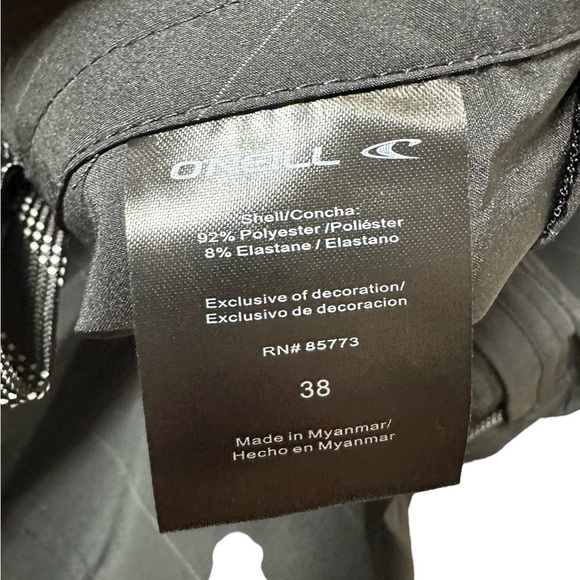 O'NEILL
Shell/Concha:
92% Polyester /Poliéster
8% Elastane / Elastano
Exclusive of decoration/
Exclusivo de decoracion
RN# 85773
38
Made in Myanmar/
Hecho en Myanmar